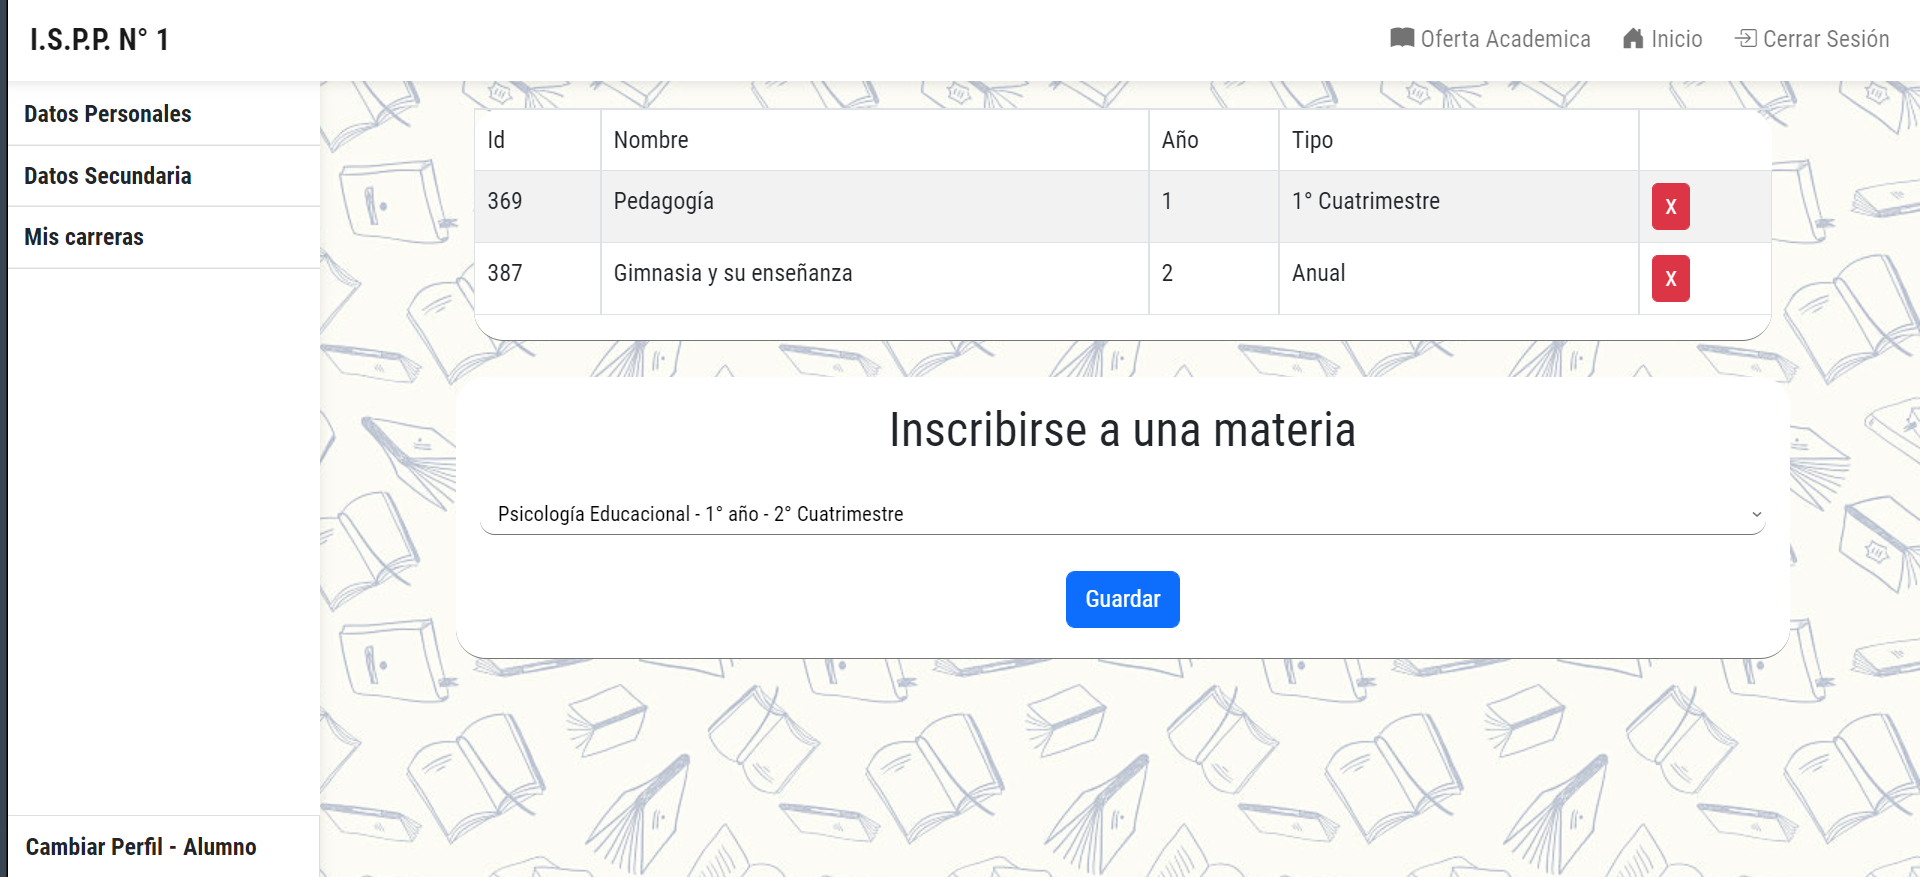 I.S.P.P. N° 1
Oferta Academica Inicio Cerrar Sesión
Datos Personales
Datos Secundaria
Mis carreras
Id Nombre Año Tipo
369 Pedagogía 1 1° Cuatrimestre X
387 Gimnasia y su enseñanza 2 Anual X
Inscribirse a una materia
Psicología Educacional - 1° año - 2° Cuatrimestre
Guardar
Cambiar Perfil - Alumno